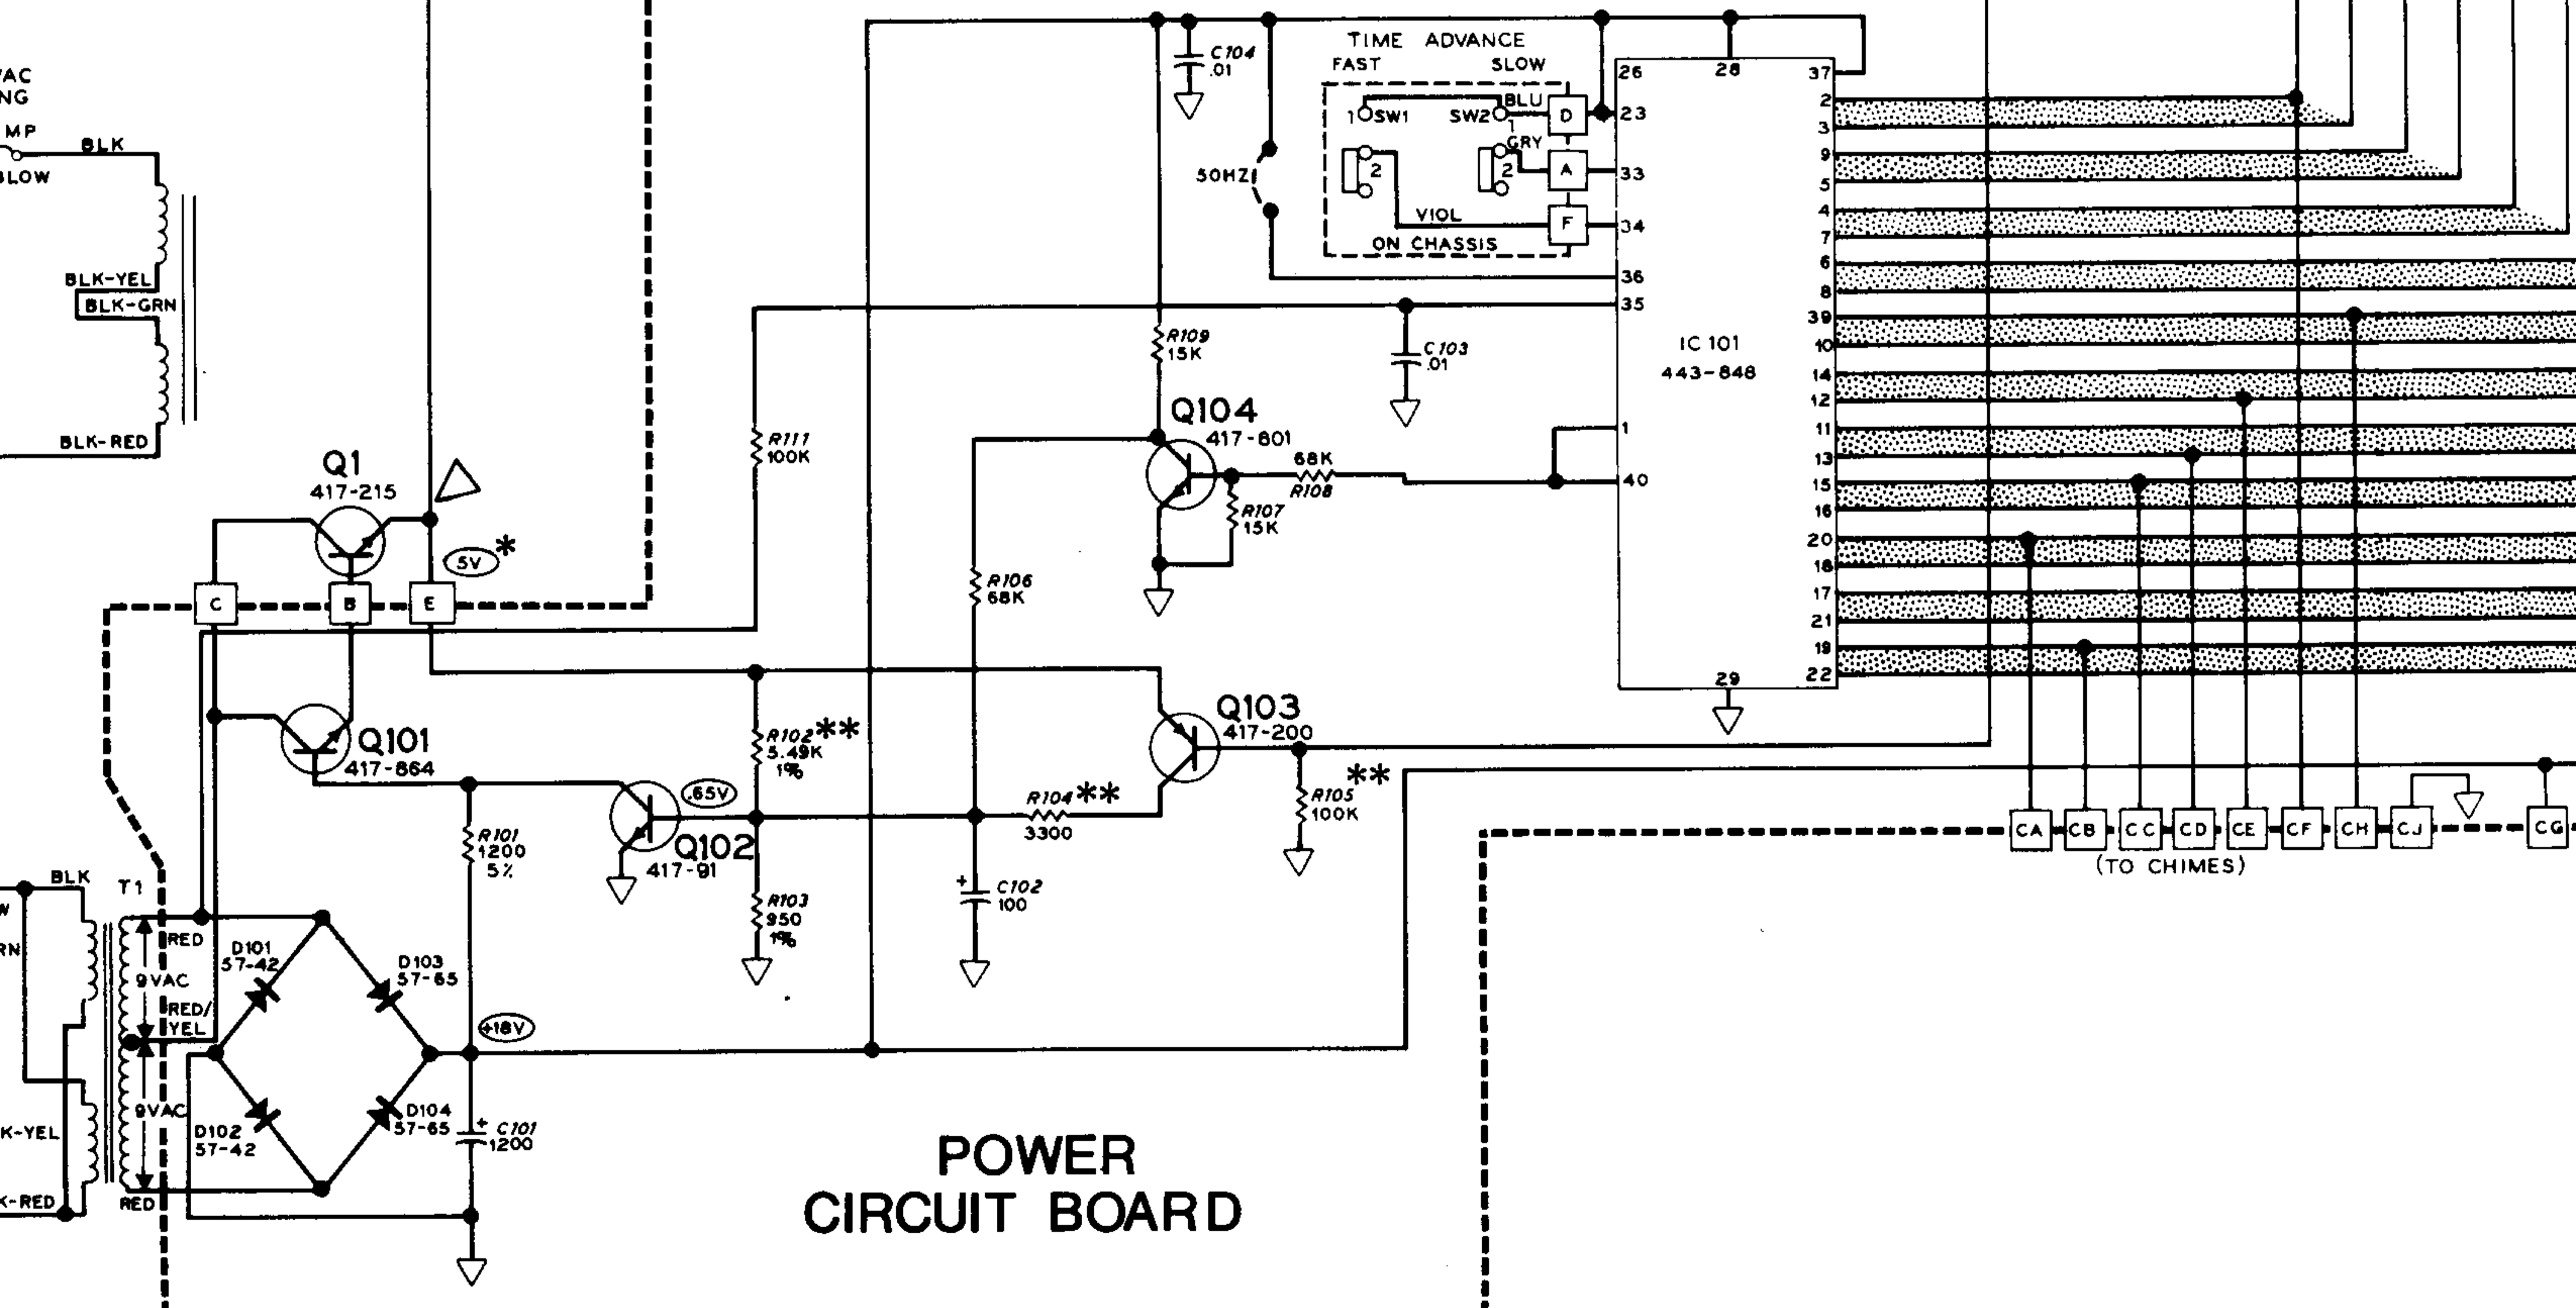 VAC
NG
MP
BLOW
BLK
BLK-YEL
BLK-GRN
BLK-RED
Q1
417-215
5V *
C
B
E
Q101
417-864
R101
1200
5%
Q102
417-91
.65V
R102 **
5.49K
1%
R103
950
1%
R104 **
3300
C102
100
+
R106
68K
R111
100K
R109
15K
Q104
417-801
R107
15K
68K
R108
Q103
417-200
R105 **
100K
C104
.01
50HZ
C103
.01
TIME ADVANCE
FAST
SLOW
1
SW1
SW2
1
BLU
GRY
2
2
VIOL
ON CHASSIS
D
A
F
26
28
37
23
33
34
36
35
1
40
29
IC 101
443-848
2
3
9
5
4
7
6
8
39
10
14
12
11
13
15
16
20
18
17
21
19
22
CA
CB
CC
CD
CE
CF
CH
CJ
CG
(TO CHIMES)
BLK
T1
W
RN
K-YEL
K-RED
RED
9VAC
RED/
YEL
9VAC
RED
D101
57-42
D103
57-65
D102
57-42
D104
57-65
+18V
+
C101
1200
POWER
CIRCUIT BOARD